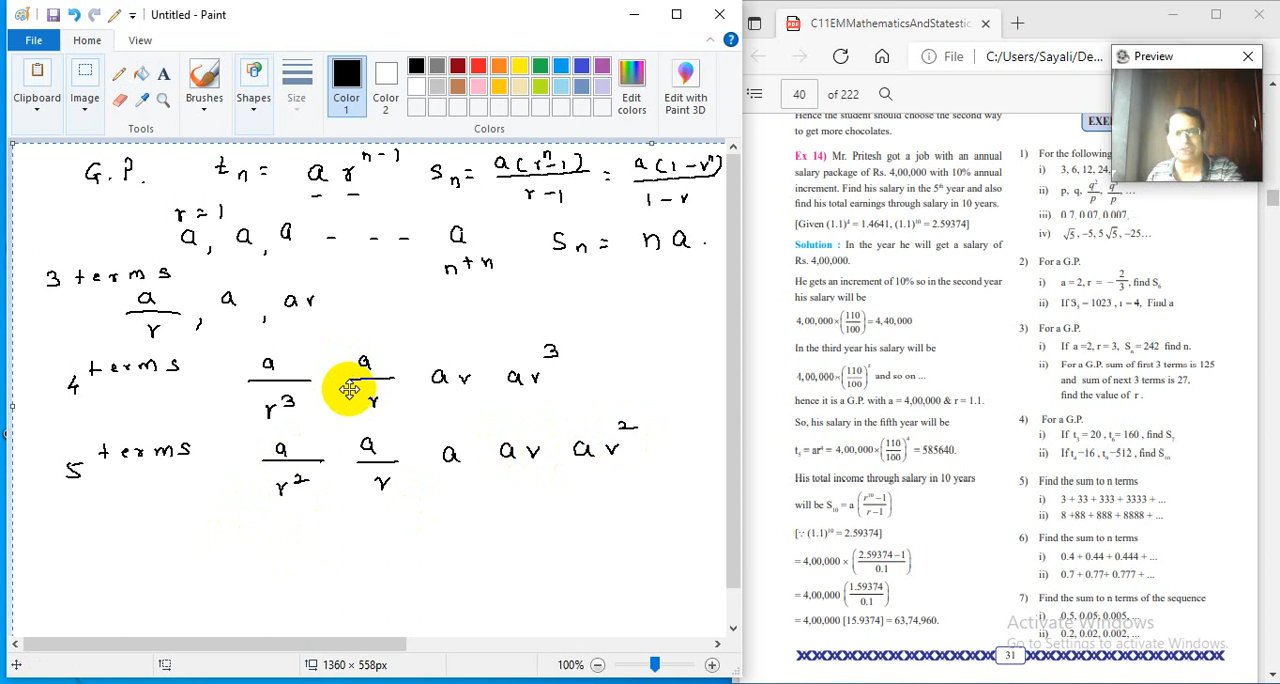 Untitled - Paint
File Home View
Clipboard
Image
Tools
Brushes
Shapes
Size
Color 1
Color 2
Colors
Edit colors
Edit with Paint 3D
G.P. tₙ = a rⁿ⁻¹ Sₙ = a(rⁿ-1)/r-1 = a(1-rⁿ)/1-r
r = 1
a, a, a - - - a Sₙ = na.
nth
3 terms
a/r, a, ar
4 terms a/r³ a/r ar ar³
5 terms a/r² a/r a ar ar²
1360 × 558px
100%
C11EMMathematicsAndStatestic
File C:/Users/Sayali/De...
Preview
40 of 222
Hence the student should choose the second way
to get more chocolates.
Ex 14) Mr. Pritesh got a job with an annual
salary package of Rs. 4,00,000 with 10% annual
increment. Find his salary in the 5th year and also
find his total earnings through salary in 10 years.
[Given (1.1)⁴ = 1.4641, (1.1)¹⁰ = 2.59374]
Solution : In the year he will get a salary of
Rs. 4,00,000.
He gets an increment of 10% so in the second year
his salary will be
4,00,000×(110/100) = 4,40,000
In the third year his salary will be
4,00,000×(110/100)² and so on ...
hence it is a G.P. with a = 4,00,000 & r = 1.1.
So, his salary in the fifth year will be
t₅ = ar⁴ = 4,00,000×(110/100)⁴ = 585640.
His total income through salary in 10 years
will be S₁₀ = a (r¹⁰−1/r−1)
[∵ (1.1)¹⁰ = 2.59374]
= 4,00,000 × (2.59374−1/0.1)
= 4,00,000 (1.59374/0.1)
= 4,00,000 [15.9374] = 63,74,960.
1) For the following
i) 3, 6, 12, 24,
ii) p, q, q²/p, q³/p², ...
iii) 0.7, 0.07, 0.007,
iv) √5, −5, 5√5, −25...
2) For a G.P.
i) a = 2, r = −2/3, find S₆
ii) If S₅ = 1023 , r = 4, Find a
3) For a G.P.
i) If a =2, r = 3, Sₙ = 242 find n.
ii) For a G.P. sum of first 3 terms is 125
and sum of next 3 terms is 27,
find the value of r .
4) For a G.P.
i) If t₃ = 20 , t₆ = 160 , find S₇
ii) If t₄ =16 , t₉ =512 , find S₁₀
5) Find the sum to n terms
i) 3 + 33 + 333 + 3333 + ...
ii) 8 +88 + 888 + 8888 + ...
6) Find the sum to n terms
i) 0.4 + 0.44 + 0.444 + ...
ii) 0.7 + 0.77+ 0.777 + ...
7) Find the sum to n terms of the sequence
i) 0.5, 0.05, 0.005, ...
ii) 0.2, 0.02, 0.002, ...
Activate Windows
Go to Settings to activate Windows.
31